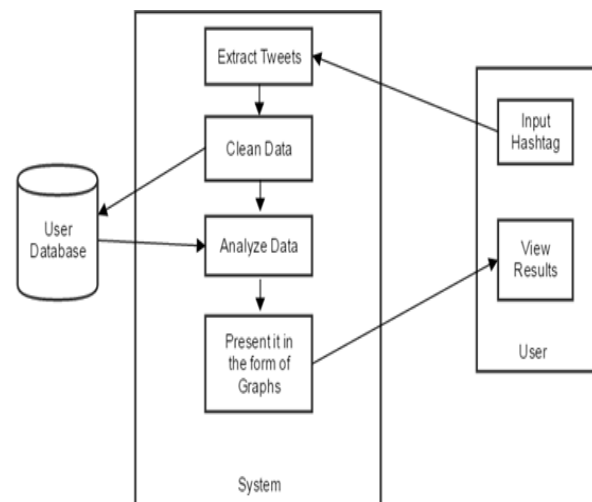 Extract Tweets
Clean Data
Analyze Data
Present it in
the form of
Graphs
System
User
Database
Input
Hashtag
View
Results
User